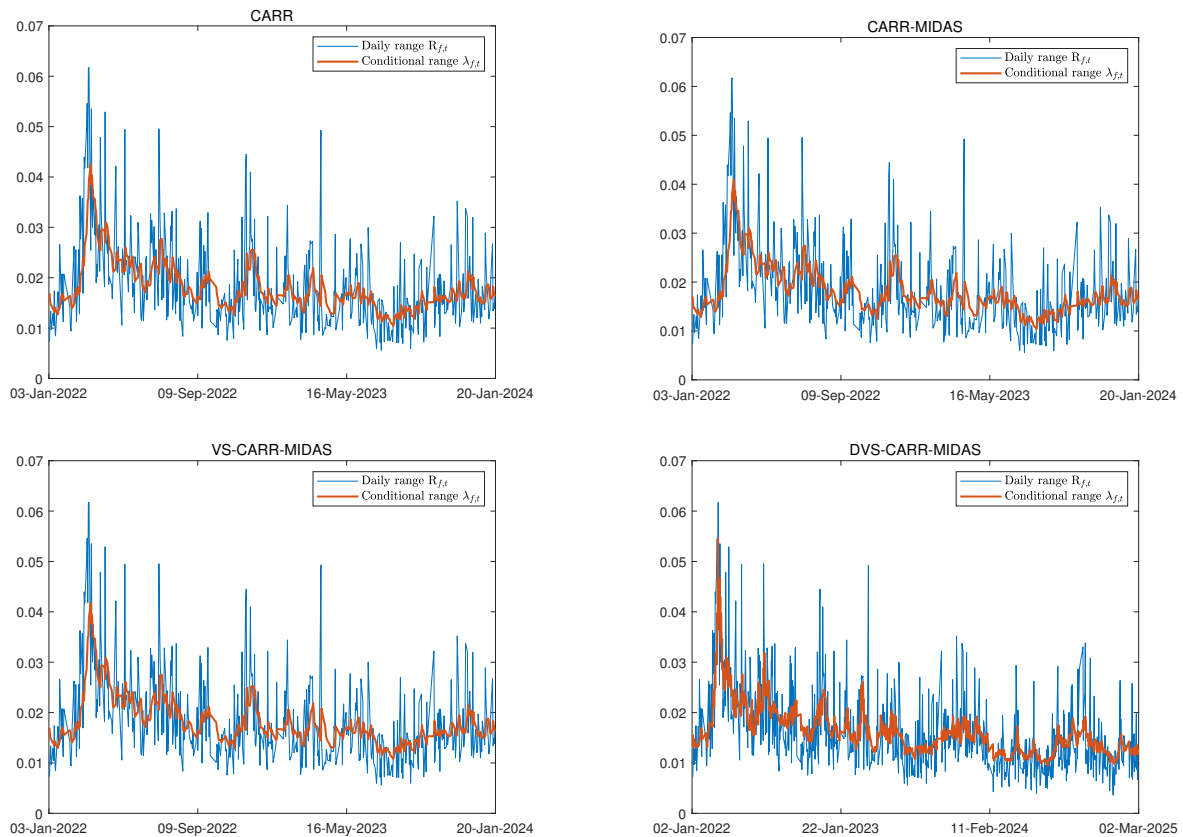 CARR
0.07
0.06
0.05
0.04
0.03
0.02
0.01
0
Daily range R_{f,t}
Conditional range λ_{f,t}
03-Jan-2022 09-Sep-2022 16-May-2023 20-Jan-2024
CARR-MIDAS
0.07
0.06
0.05
0.04
0.03
0.02
0.01
0
Daily range R_{f,t}
Conditional range λ_{f,t}
03-Jan-2022 09-Sep-2022 16-May-2023 20-Jan-2024
VS-CARR-MIDAS
0.07
0.06
0.05
0.04
0.03
0.02
0.01
0
Daily range R_{f,t}
Conditional range λ_{f,t}
03-Jan-2022 09-Sep-2022 16-May-2023 20-Jan-2024
DVS-CARR-MIDAS
0.07
0.06
0.05
0.04
0.03
0.02
0.01
0
Daily range R_{f,t}
Conditional range λ_{f,t}
02-Jan-2022 22-Jan-2023 11-Feb-2024 02-Mar-2025